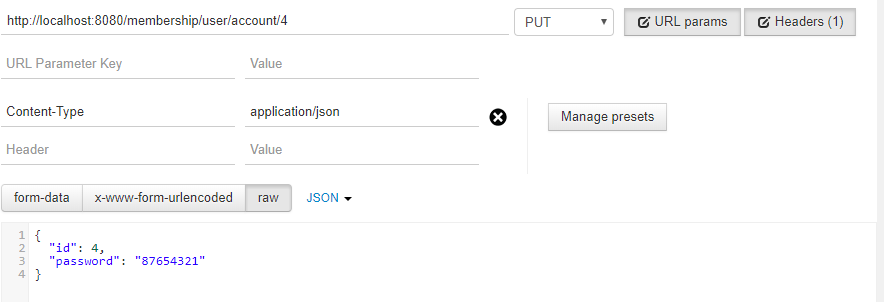 http://localhost:8080/membership/user/account/4 PUT URL params Headers (1)
URL Parameter Key Value
Content-Type application/json
Manage presets
Header Value
form-data x-www-form-urlencoded raw JSON
1 {
2 "id": 4,
3 "password": "87654321"
4 }